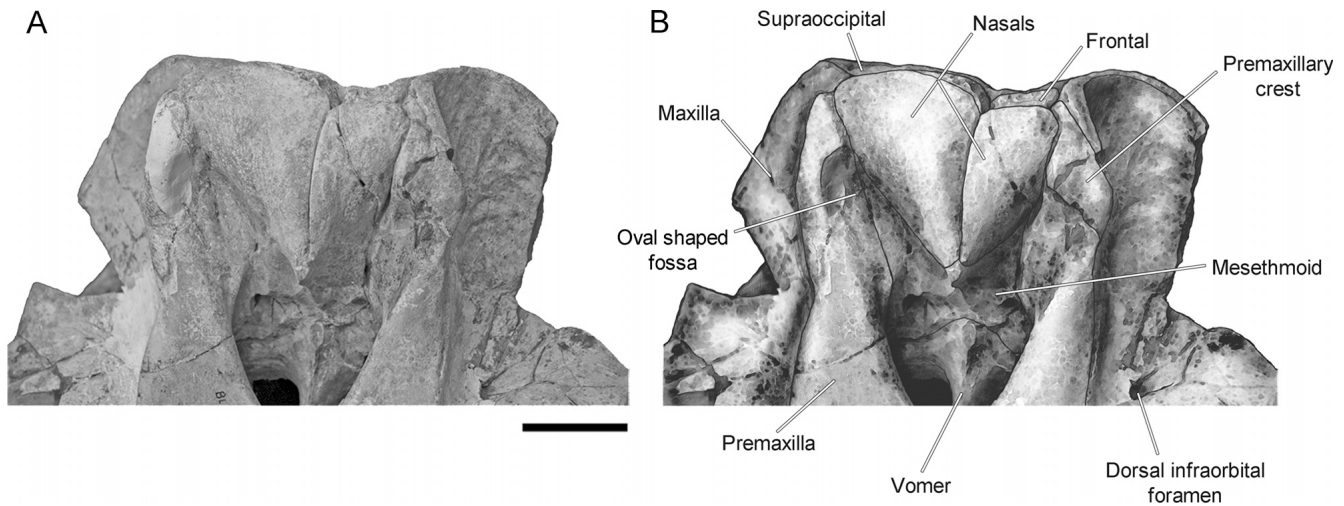 A
B
Supraoccipital
Nasals
Frontal
Premaxillary
crest
Maxilla
Oval shaped
fossa
Mesethmoid
Premaxilla
Vomer
Dorsal infraorbital
foramen